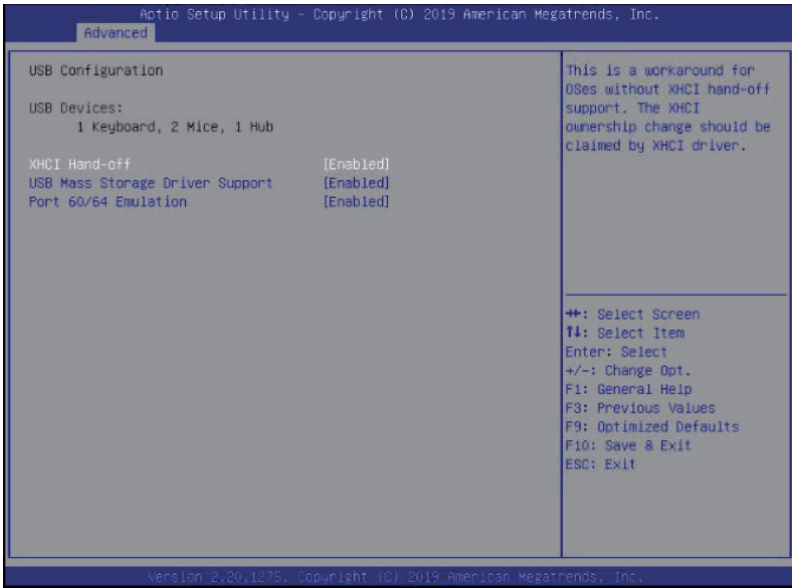 Aptio Setup Utility - Copyright (C) 2019 American Megatrends, Inc.
Advanced
USB Configuration
USB Devices:
1 Keyboard, 2 Mice, 1 Hub
XHCI Hand-off [Enabled]
USB Mass Storage Driver Support [Enabled]
Port 60/64 Emulation [Enabled]
This is a workaround for
OSes without XHCI hand-off
support. The XHCI
ownership change should be
claimed by XHCI driver.
→←: Select Screen
↑↓: Select Item
Enter: Select
+/-: Change Opt.
F1: General Help
F3: Previous Values
F9: Optimized Defaults
F10: Save & Exit
ESC: Exit
Version 2.20.1275. Copyright (C) 2019 American Megatrends, Inc.